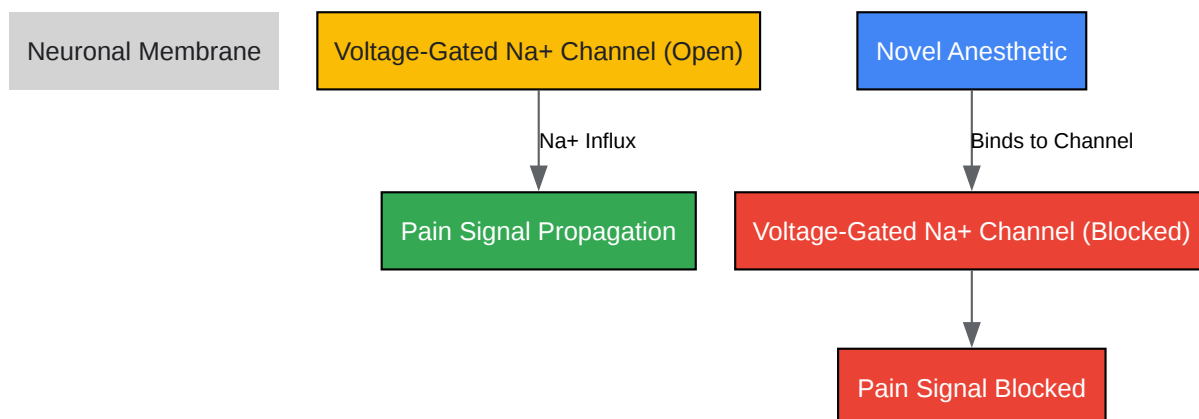 Neuronal Membrane
Voltage-Gated Na+ Channel (Open)
Novel Anesthetic
Na+ Influx
Binds to Channel
Pain Signal Propagation
Voltage-Gated Na+ Channel (Blocked)
Pain Signal Blocked